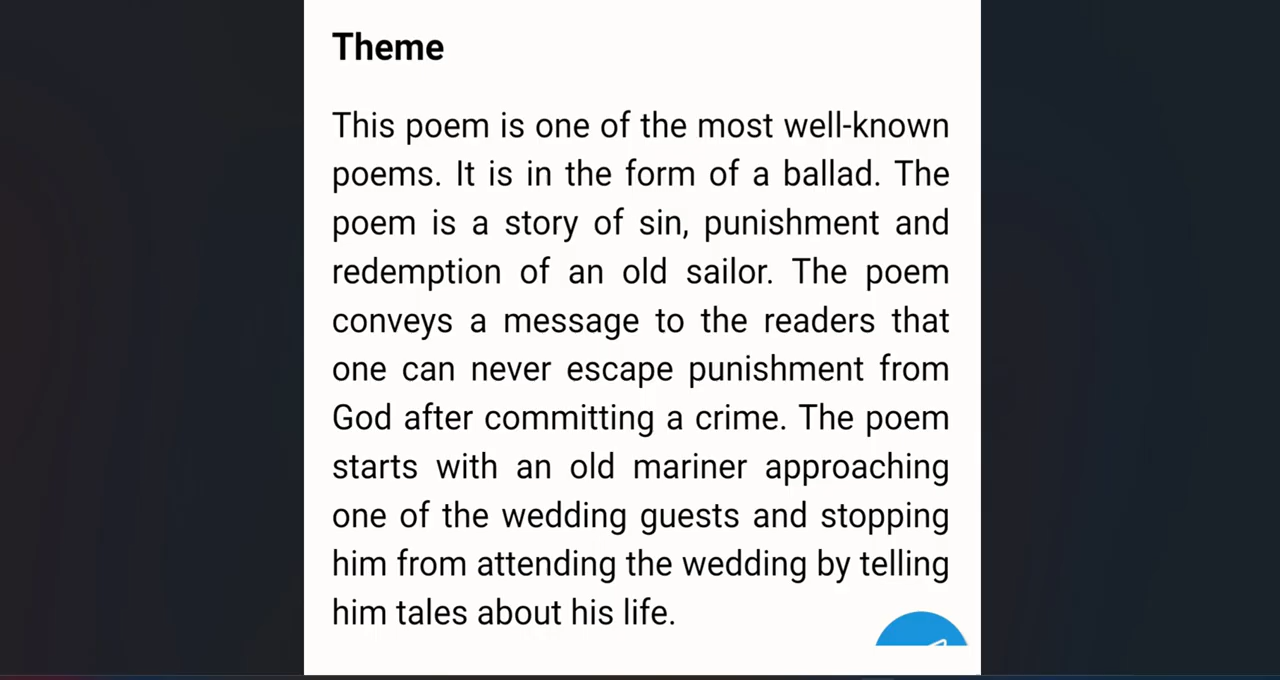 Theme
This poem is one of the most well-known
poems. It is in the form of a ballad. The
poem is a story of sin, punishment and
redemption of an old sailor. The poem
conveys a message to the readers that
one can never escape punishment from
God after committing a crime. The poem
starts with an old mariner approaching
one of the wedding guests and stopping
him from attending the wedding by telling
him tales about his life.